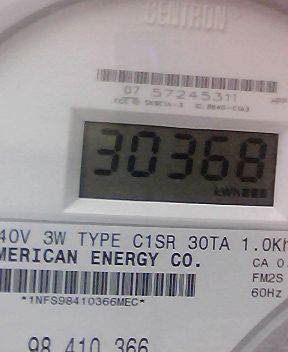 CENTRON®
07 57245311
30368
kWh
40V 3W TYPE C1SR 30TA 1.0Kh
MERICAN ENERGY CO.
CA 0.
FM2S
60Hz
*1NFS98410366MEC*
98 410 366